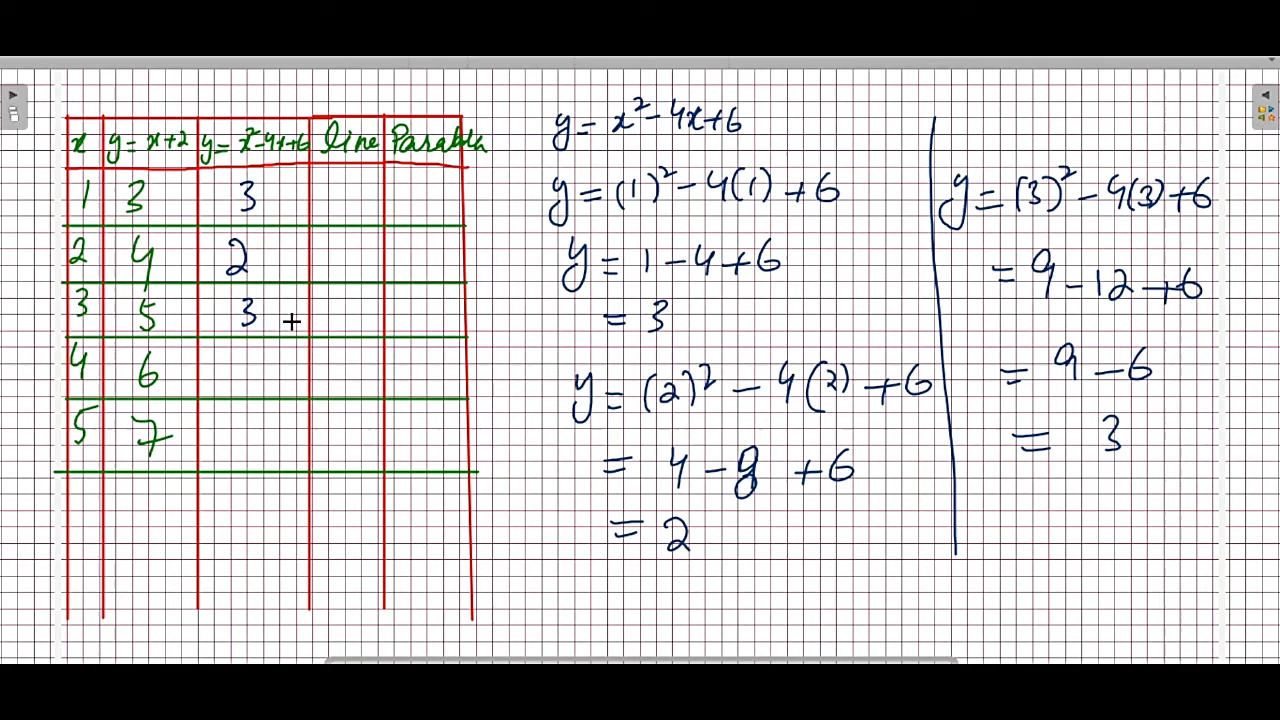 x y = x+2 y = x²-4x+6 line Parabola
1 3 3
2 4 2
3 5 3
4 6
5 7
y = x² - 4x + 6
y = (1)² - 4(1) + 6
y = 1 - 4 + 6
= 3
y = (2)² - 4(2) + 6
= 4 - 8 + 6
= 2
y = (3)² - 4(3) + 6
= 9 - 12 + 6
= 9 - 6
= 3